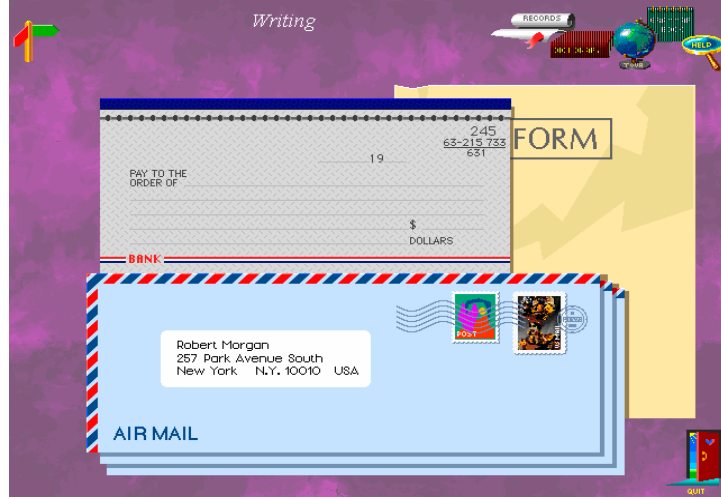 Writing
RECORDS
TOUR
HELP
FORM
245
63-215 733
631
19
PAY TO THE
ORDER OF
$
DOLLARS
BANK
POST
Robert Morgan
257 Park Avenue South
New York N.Y. 10010 USA
AIR MAIL
QUIT